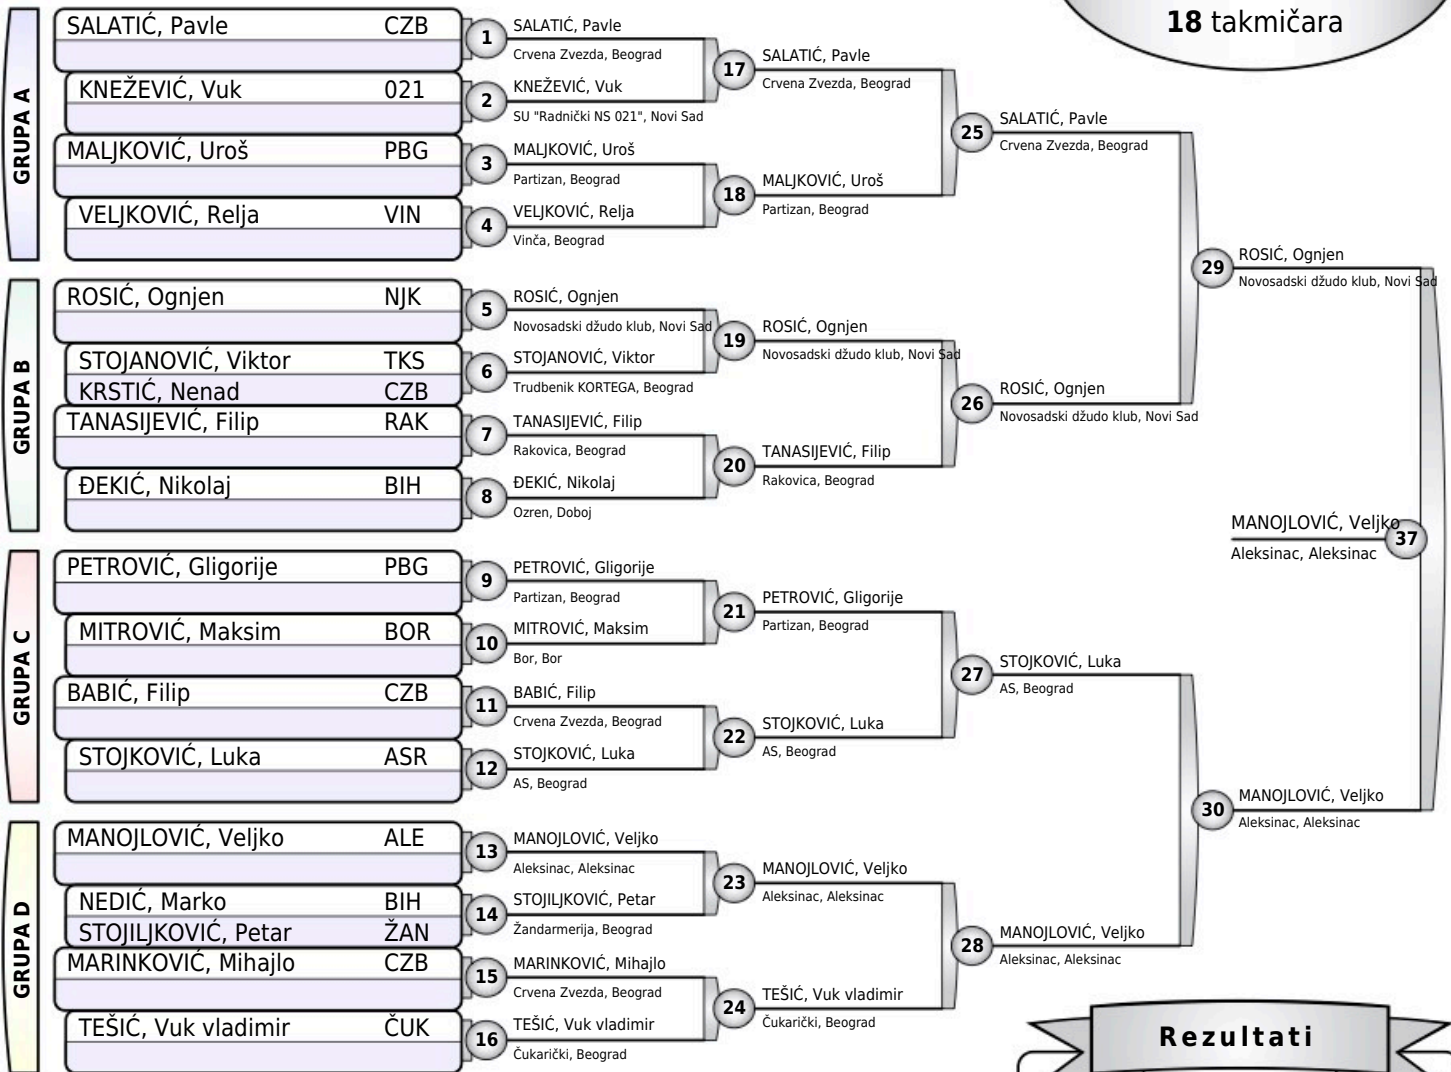 18 takmičara
GRUPA A
SALATIĆ, Pavle CZB
KNEŽEVIĆ, Vuk 021
MALJKOVIĆ, Uroš PBG
VELJKOVIĆ, Relja VIN
GRUPA B
ROSIĆ, Ognjen NJK
STOJANOVIĆ, Viktor TKS
KRSTIĆ, Nenad CZB
TANASIJEVIĆ, Filip RAK
ĐEKIĆ, Nikolaj BIH
GRUPA C
PETROVIĆ, Gligorije PBG
MITROVIĆ, Maksim BOR
BABIĆ, Filip CZB
STOJKOVIĆ, Luka ASR
GRUPA D
MANOJLOVIĆ, Veljko ALE
NEDIĆ, Marko BIH
STOJILJKOVIĆ, Petar ŽAN
MARINKOVIĆ, Mihajlo CZB
TEŠIĆ, Vuk vladimir ČUK
1 SALATIĆ, Pavle
Crvena Zvezda, Beograd
2 KNEŽEVIĆ, Vuk
SU "Radnički NS 021", Novi Sad
3 MALJKOVIĆ, Uroš
Partizan, Beograd
4 VELJKOVIĆ, Relja
Vinča, Beograd
5 ROSIĆ, Ognjen
Novosadski džudo klub, Novi Sad
6 STOJANOVIĆ, Viktor
Trudbenik KORTEGA, Beograd
7 TANASIJEVIĆ, Filip
Rakovica, Beograd
8 ĐEKIĆ, Nikolaj
Ozren, Doboj
9 PETROVIĆ, Gligorije
Partizan, Beograd
10 MITROVIĆ, Maksim
Bor, Bor
11 BABIĆ, Filip
Crvena Zvezda, Beograd
12 STOJKOVIĆ, Luka
AS, Beograd
13 MANOJLOVIĆ, Veljko
Aleksinac, Aleksinac
14 STOJILJKOVIĆ, Petar
Žandarmerija, Beograd
15 MARINKOVIĆ, Mihajlo
Crvena Zvezda, Beograd
16 TEŠIĆ, Vuk vladimir
Čukarički, Beograd
17 SALATIĆ, Pavle
Crvena Zvezda, Beograd
18 MALJKOVIĆ, Uroš
Partizan, Beograd
19 ROSIĆ, Ognjen
Novosadski džudo klub, Novi Sad
20 TANASIJEVIĆ, Filip
Rakovica, Beograd
21 PETROVIĆ, Gligorije
Partizan, Beograd
22 STOJKOVIĆ, Luka
AS, Beograd
23 MANOJLOVIĆ, Veljko
Aleksinac, Aleksinac
24 TEŠIĆ, Vuk vladimir
Čukarički, Beograd
25 SALATIĆ, Pavle
Crvena Zvezda, Beograd
26 ROSIĆ, Ognjen
Novosadski džudo klub, Novi Sad
27 STOJKOVIĆ, Luka
AS, Beograd
28 MANOJLOVIĆ, Veljko
Aleksinac, Aleksinac
29 ROSIĆ, Ognjen
Novosadski džudo klub, Novi Sad
30 MANOJLOVIĆ, Veljko
Aleksinac, Aleksinac
MANOJLOVIĆ, Veljko 37
Aleksinac, Aleksinac
Rezultati